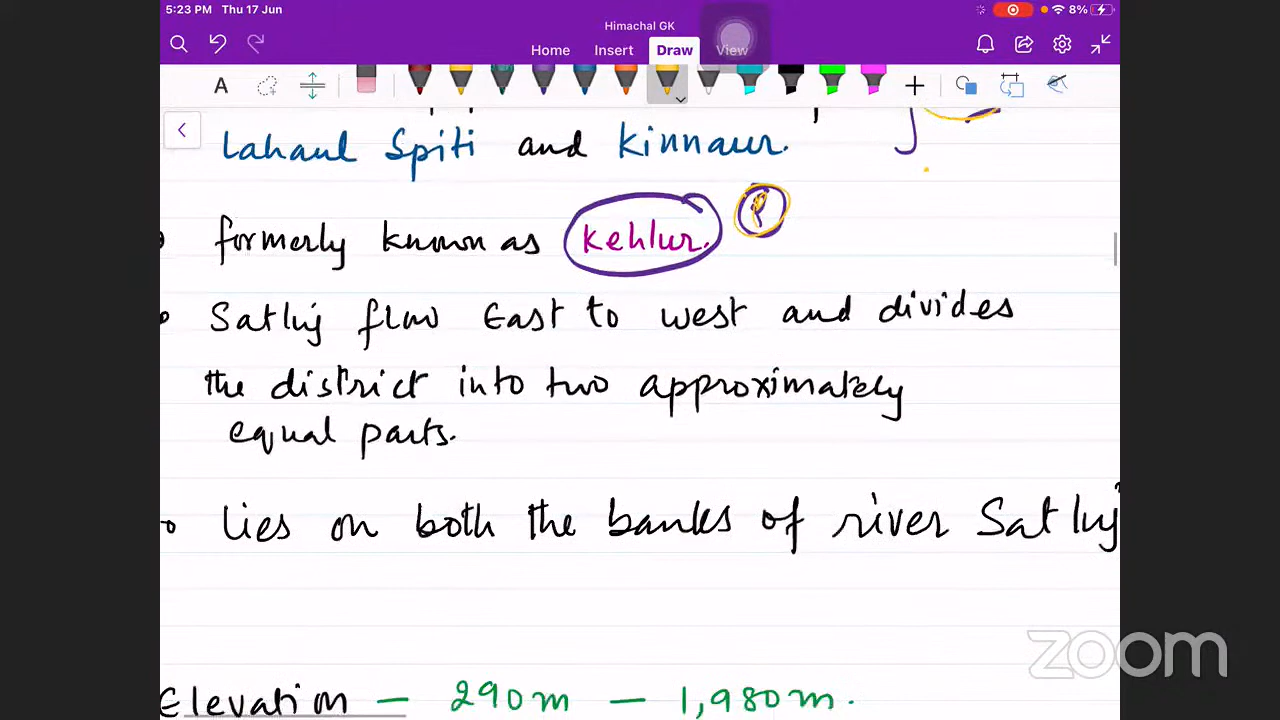 5:23 PM Thu 17 Jun
8%
Himachal GK
Home Insert Draw View
A
Lahaul Spiti and Kinnaur.
formerly known as Kehlur.
Satluj flow East to west and divides
the district into two approximately
equal parts.
lies on both the banks of river Satluj
zoom
Elevation - 290m - 1,980m.